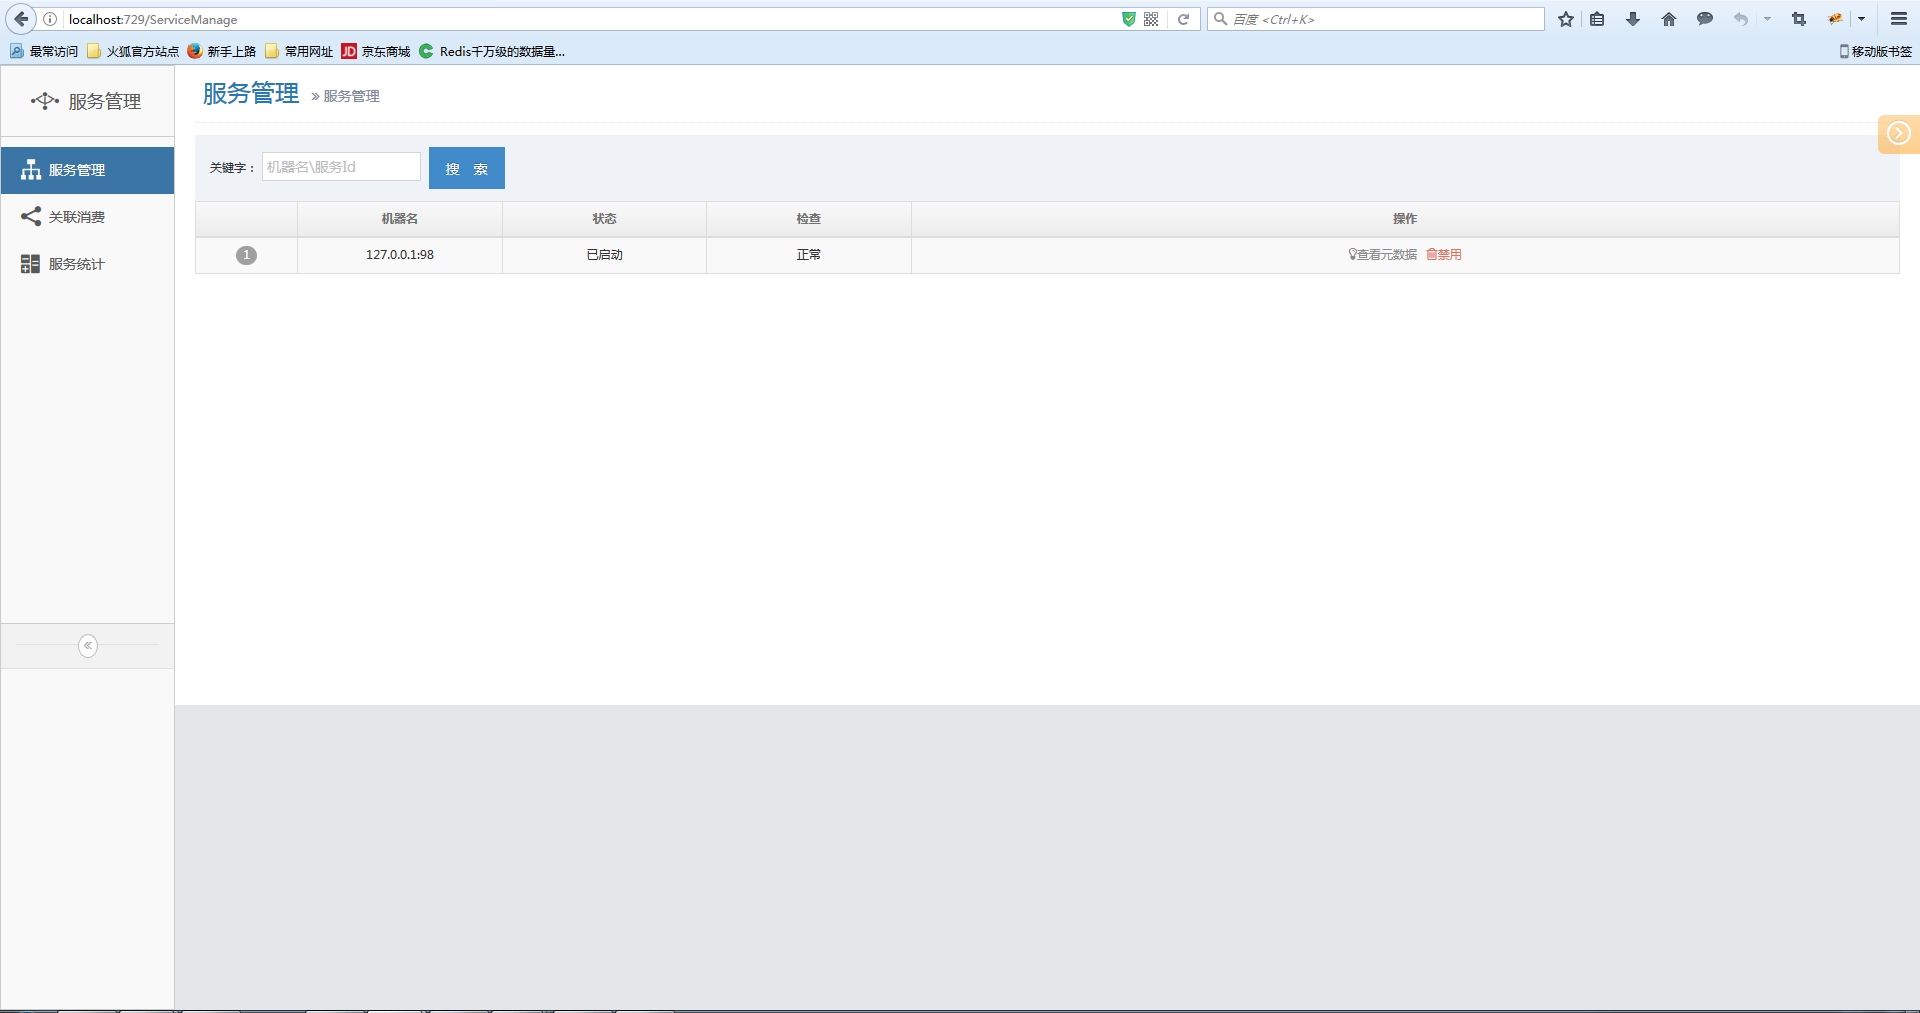 localhost:729/ServiceManage
百度 <Ctrl+K>
最常访问 火狐官方站点 新手上路 常用网址 JD 京东商城 Redis千万级的数据量...
移动版书签
服务管理
服务管理 » 服务管理
服务管理
关联消费
服务统计
关键字： 机器名\服务Id 搜 索
机器名 状态 检查 操作
1 127.0.0.1:98 已启动 正常 查看元数据 禁用